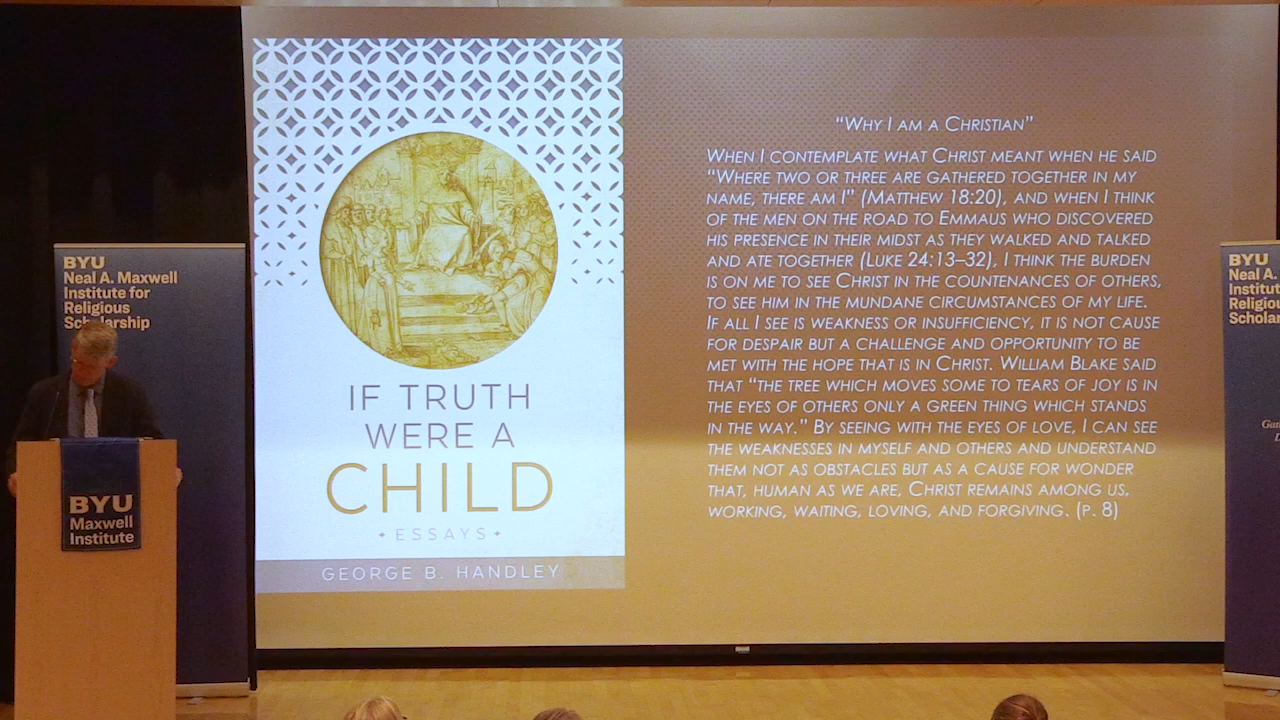 BYU
Neal A. Maxwell
Institute for
Religious
Scholarship
BYU
Maxwell
Institute
IF TRUTH
WERE A
CHILD
•ESSAYS•
GEORGE B. HANDLEY
“WHY I AM A CHRISTIAN”
WHEN I CONTEMPLATE WHAT CHRIST MEANT WHEN HE SAID
“WHERE TWO OR THREE ARE GATHERED TOGETHER IN MY
NAME, THERE AM I” (MATTHEW 18:20), AND WHEN I THINK
OF THE MEN ON THE ROAD TO EMMAUS WHO DISCOVERED
HIS PRESENCE IN THEIR MIDST AS THEY WALKED AND TALKED
AND ATE TOGETHER (LUKE 24:13–32), I THINK THE BURDEN
IS ON ME TO SEE CHRIST IN THE COUNTENANCES OF OTHERS,
TO SEE HIM IN THE MUNDANE CIRCUMSTANCES OF MY LIFE.
IF ALL I SEE IS WEAKNESS OR INSUFFICIENCY, IT IS NOT CAUSE
FOR DESPAIR BUT A CHALLENGE AND OPPORTUNITY TO BE
MET WITH THE HOPE THAT IS IN CHRIST. WILLIAM BLAKE SAID
THAT “THE TREE WHICH MOVES SOME TO TEARS OF JOY IS IN
THE EYES OF OTHERS ONLY A GREEN THING WHICH STANDS
IN THE WAY.” BY SEEING WITH THE EYES OF LOVE, I CAN SEE
THE WEAKNESSES IN MYSELF AND OTHERS AND UNDERSTAND
THEM NOT AS OBSTACLES BUT AS A CAUSE FOR WONDER
THAT, HUMAN AS WE ARE, CHRIST REMAINS AMONG US,
WORKING, WAITING, LOVING, AND FORGIVING. (P. 8)
BYU
Neal A.
Institut
Religiou
Scholar